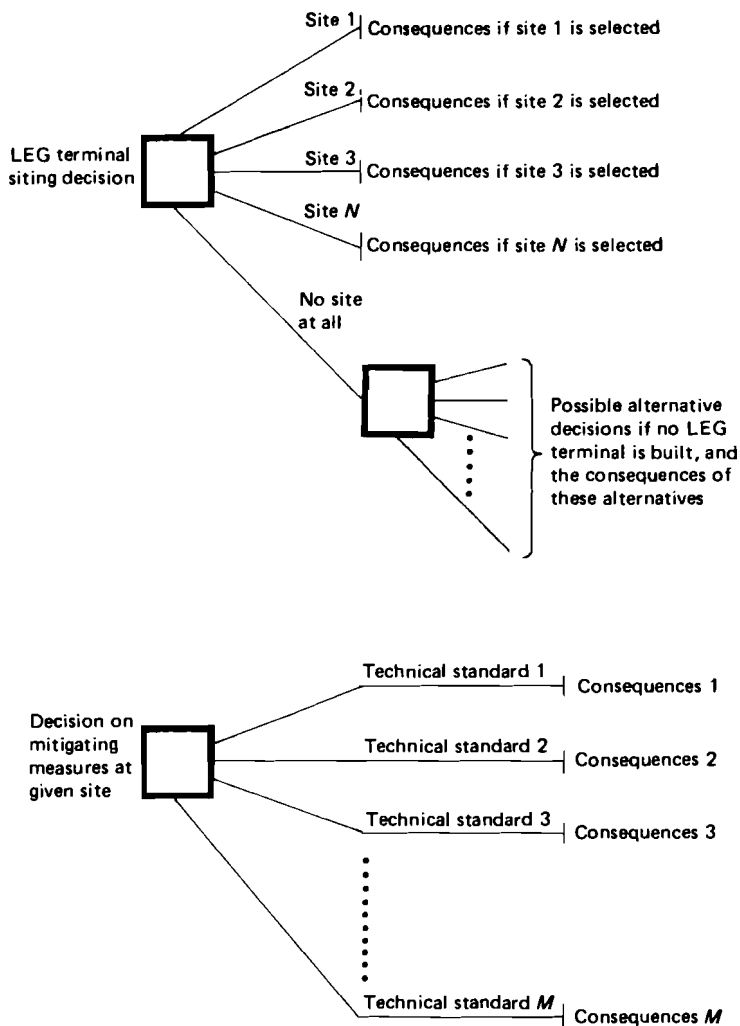 Site 1
Consequences if site 1 is selected
Site 2
Consequences if site 2 is selected
LEG terminal
siting decision
Site 3
Consequences if site 3 is selected
Site N
Consequences if site N is selected
No site
at all
Possible alternative
decisions if no LEG
terminal is built, and
the consequences of
these alternatives
Technical standard 1
Consequences 1
Decision on
mitigating
measures at
given site
Technical standard 2
Consequences 2
Technical standard 3
Consequences 3
Technical standard M
Consequences M